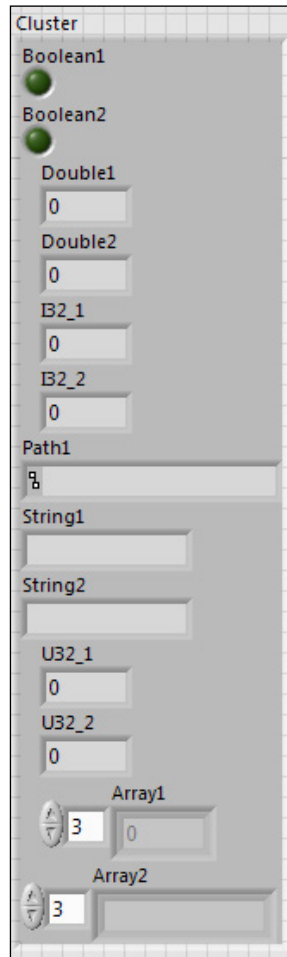 Cluster
Boolean1
Boolean2
Double1
0
Double2
0
I32_1
0
I32_2
0
Path1
String1
String2
U32_1
0
U32_2
0
Array1
3 0
Array2
3